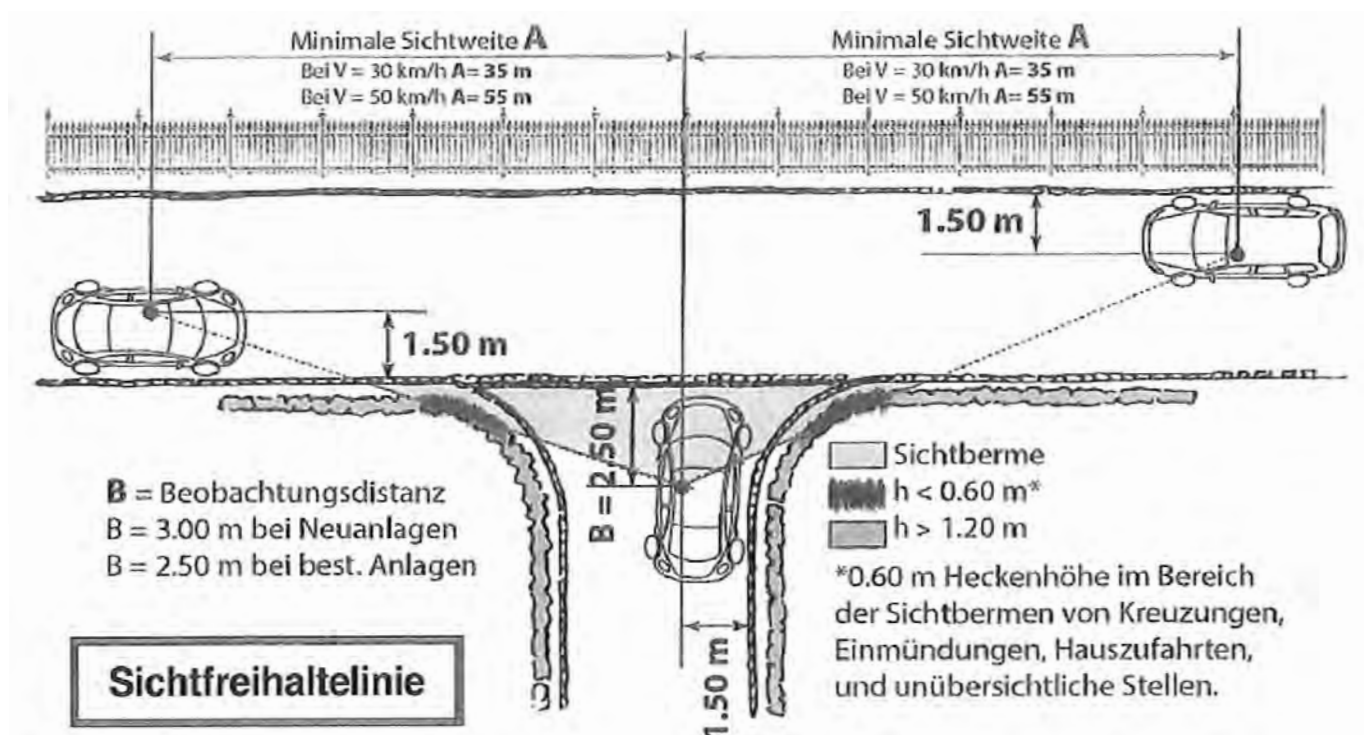 Minimale Sichtweite A
Bei V = 30 km/h A= 35 m
Bei V = 50 km/h A= 55 m
Minimale Sichtweite A
Bei V = 30 km/h A= 35 m
Bei V = 50 km/h A= 55 m
1.50 m
1.50 m
B = 2.50 m
B = Beobachtungsdistanz
B = 3.00 m bei Neuanlagen
B = 2.50 m bei best. Anlagen
Sichtfreihaltelinie
1.50 m
Sichtberme
h < 0.60 m*
h > 1.20 m
*0.60 m Heckenhöhe im Bereich
der Sichtbermen von Kreuzungen,
Einmündungen, Hauszufahrten,
und unübersichtliche Stellen.